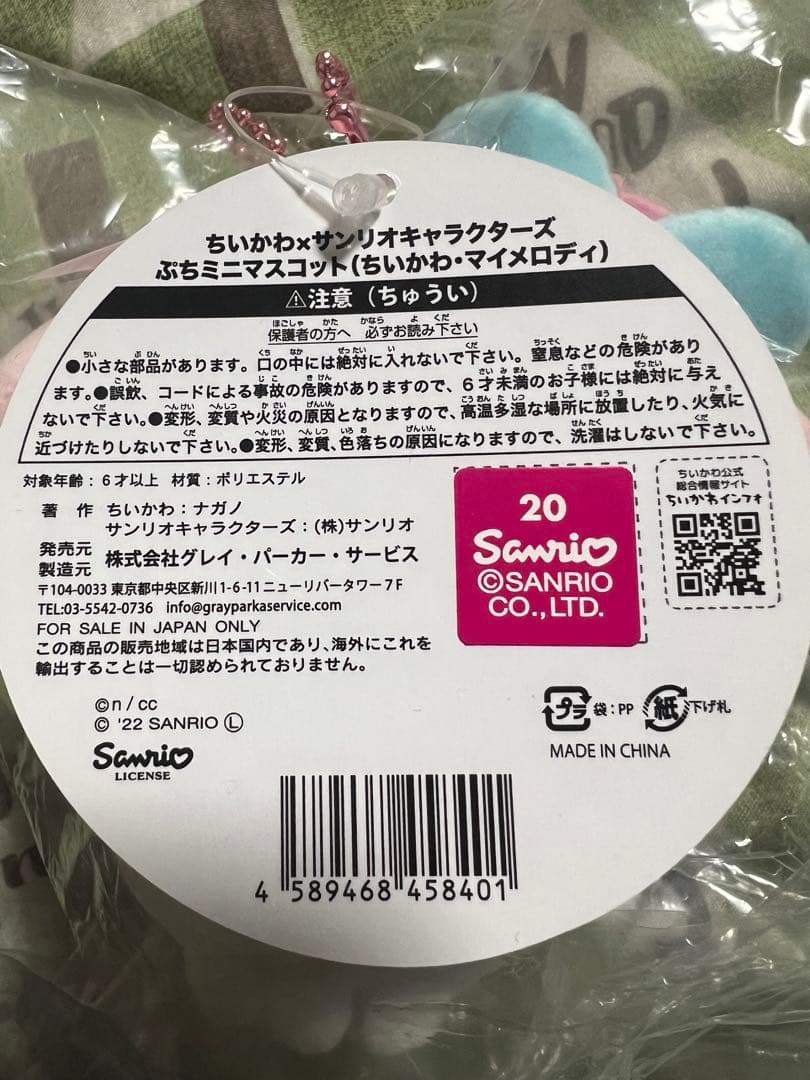 ちいかわ×サンリオキャラクターズ
ぷちミニマスコット(ちいかわ・マイメロディ)
⚠注意(ちゅうい)
保護者の方へ 必ずお読み下さい
●小さな部品があります。口の中には絶対に入れないで下さい。窒息などの危険があり
ます。●誤飲、コードによる事故の危険がありますので、6才未満のお子様には絶対に与え
ないで下さい。●変形、変質や火災の原因となりますので、高温多湿な場所に放置したり、火気に
近づけたりしないで下さい。●変形、変質、色落ちの原因になりますので、洗濯はしないで下さい。
対象年齢:6才以上 材質:ポリエステル
著 作 ちいかわ:ナガノ
サンリオキャラクターズ:(株)サンリオ
発売元
製造元 株式会社グレイ・パーカー・サービス
〒104-0033 東京都中央区新川1-6-11 ニューリバータワー7F
TEL:03-5542-0736 info@grayparkaservice.com
FOR SALE IN JAPAN ONLY
この商品の販売地域は日本国内であり、海外にこれを
輸出することは一切認められておりません。
20
Sanrio
©SANRIO
CO.,LTD.
ちいかわ公式
総合情報サイト
ちいかわインフォ
©n / cc
© '22 SANRIO Ⓛ
Sanrio
LICENSE
プラ 袋:PP 紙 下げ札
MADE IN CHINA
4 589468 458401